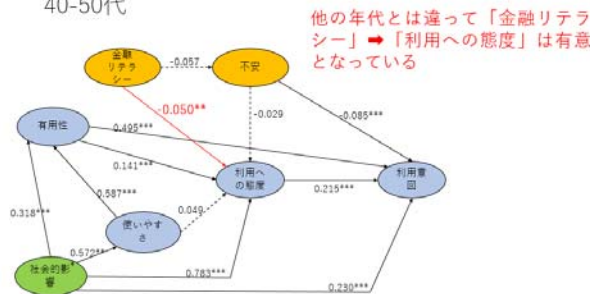 40-50代
他の年代とは違って「金融リテラ
シー」➡「利用への態度」は有意
となっている
金融
リテラ
シー
-0.057
不安
-0.050**
-0.029
-0.085***
有用性
0.495***
0.141***
利用へ
の態度
0.215***
利用意
図
0.587***
0.049
0.318***
使いやす
さ
0.572**
社会的影
響
0.783***
0.230***